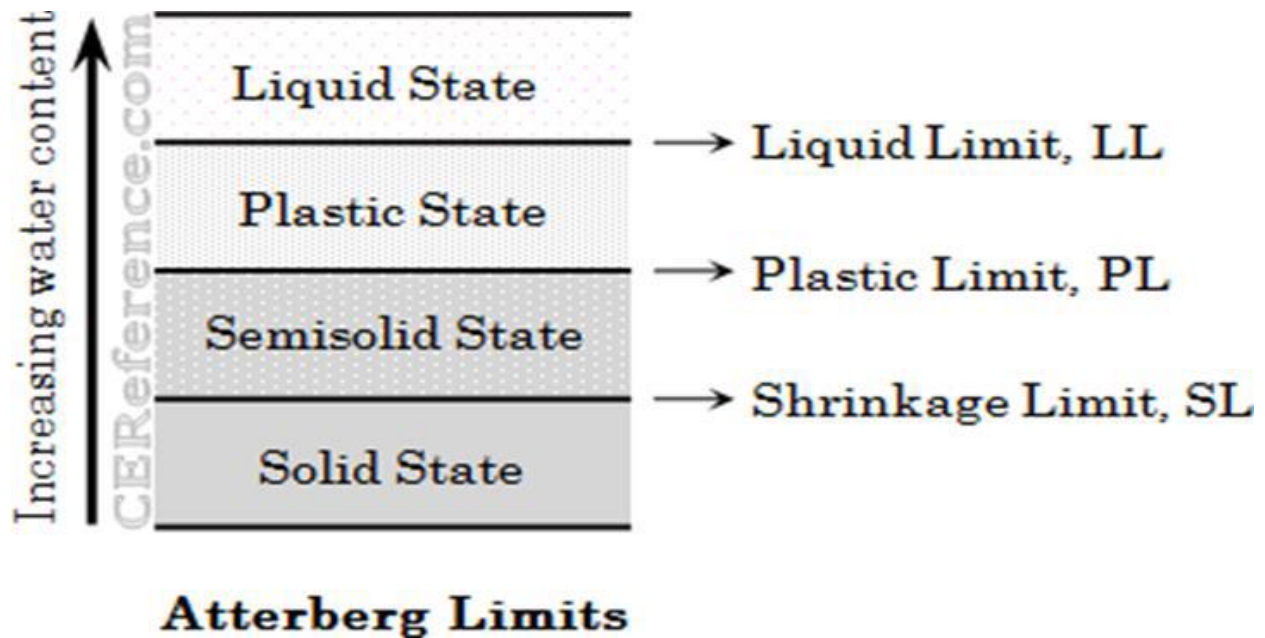 Increasing water content
CEReference.com
Liquid State
Liquid Limit, LL
Plastic State
Plastic Limit, PL
Semisolid State
Shrinkage Limit, SL
Solid State
Atterberg Limits